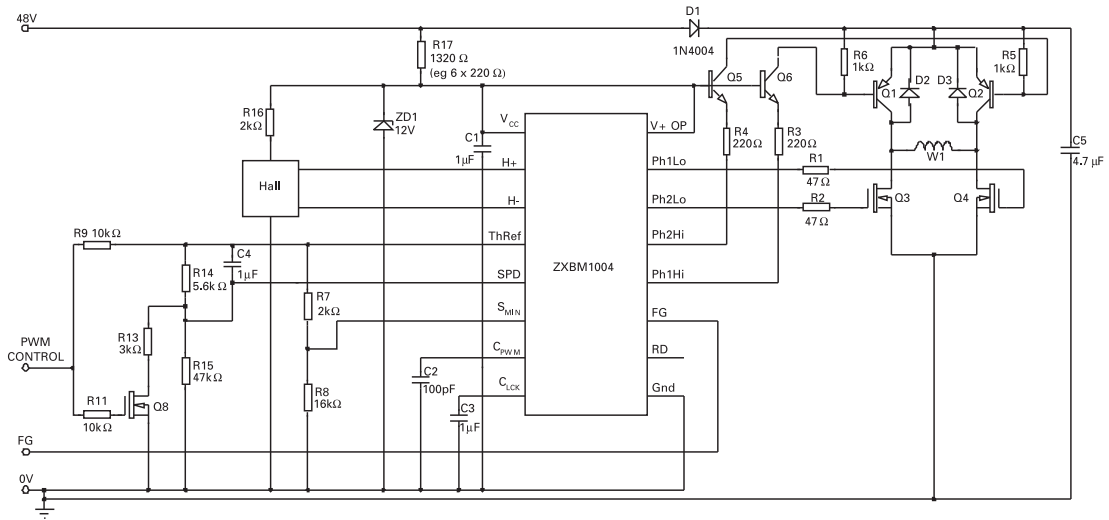 48V
D1
1N4004
R17
1320 Ω
(eg 6 x 220 Ω)
R6
1kΩ
R5
1kΩ
Q5
Q6
Q1
D2
D3
Q2
R16
2kΩ
ZD1
12V
C1
1µF
VCC
V+ OP
R4
220Ω
R3
220Ω
W1
C5
4.7 µF
Hall
H+
Ph1Lo
R1
47Ω
H-
Ph2Lo
R2
47Ω
Q3
Q4
R9 10kΩ
ThRef
Ph2Hi
ZXBM1004
C4
1µF
R14
5.6kΩ
SPD
Ph1Hi
R7
2kΩ
SMIN
FG
R13
3kΩ
PWM
CONTROL
R15
47kΩ
CPWM
RD
C2
100pF
R8
16kΩ
CLCK
Gnd
C3
1µF
R11
10kΩ
Q8
FG
0V